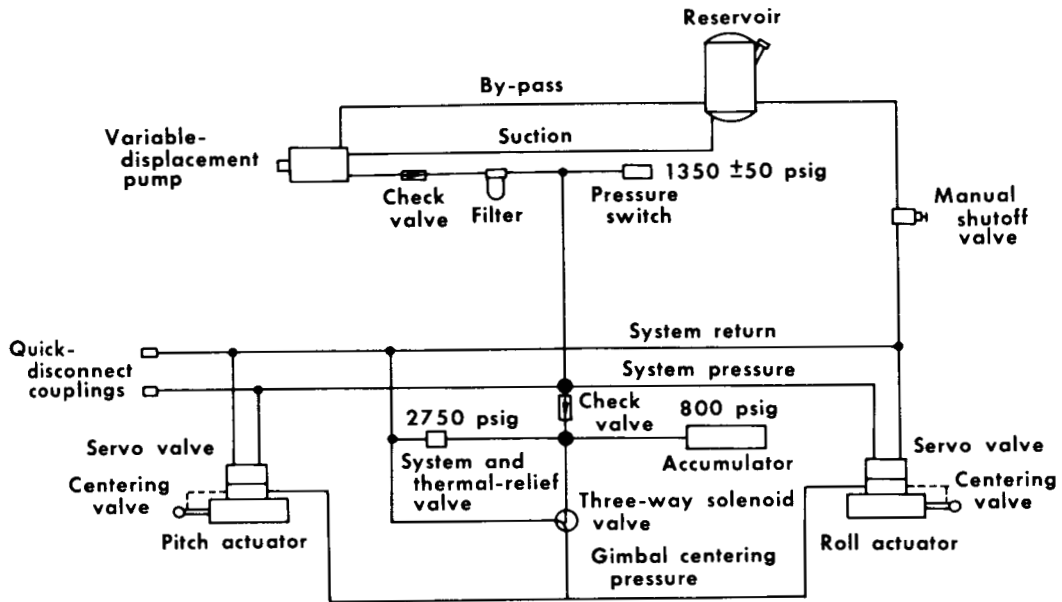 Reservoir
By-pass
Variable-
displacement
pump
Suction
Check
valve
Filter
1350 ±50 psig
Pressure
switch
Manual
shutoff
valve
System return
Quick-
disconnect
couplings
System pressure
Check
valve
2750 psig
800 psig
System and
thermal-relief
valve
Accumulator
Servo valve
Centering
valve
Pitch actuator
Three-way solenoid
valve
Gimbal centering
pressure
Servo valve
Centering
valve
Roll actuator